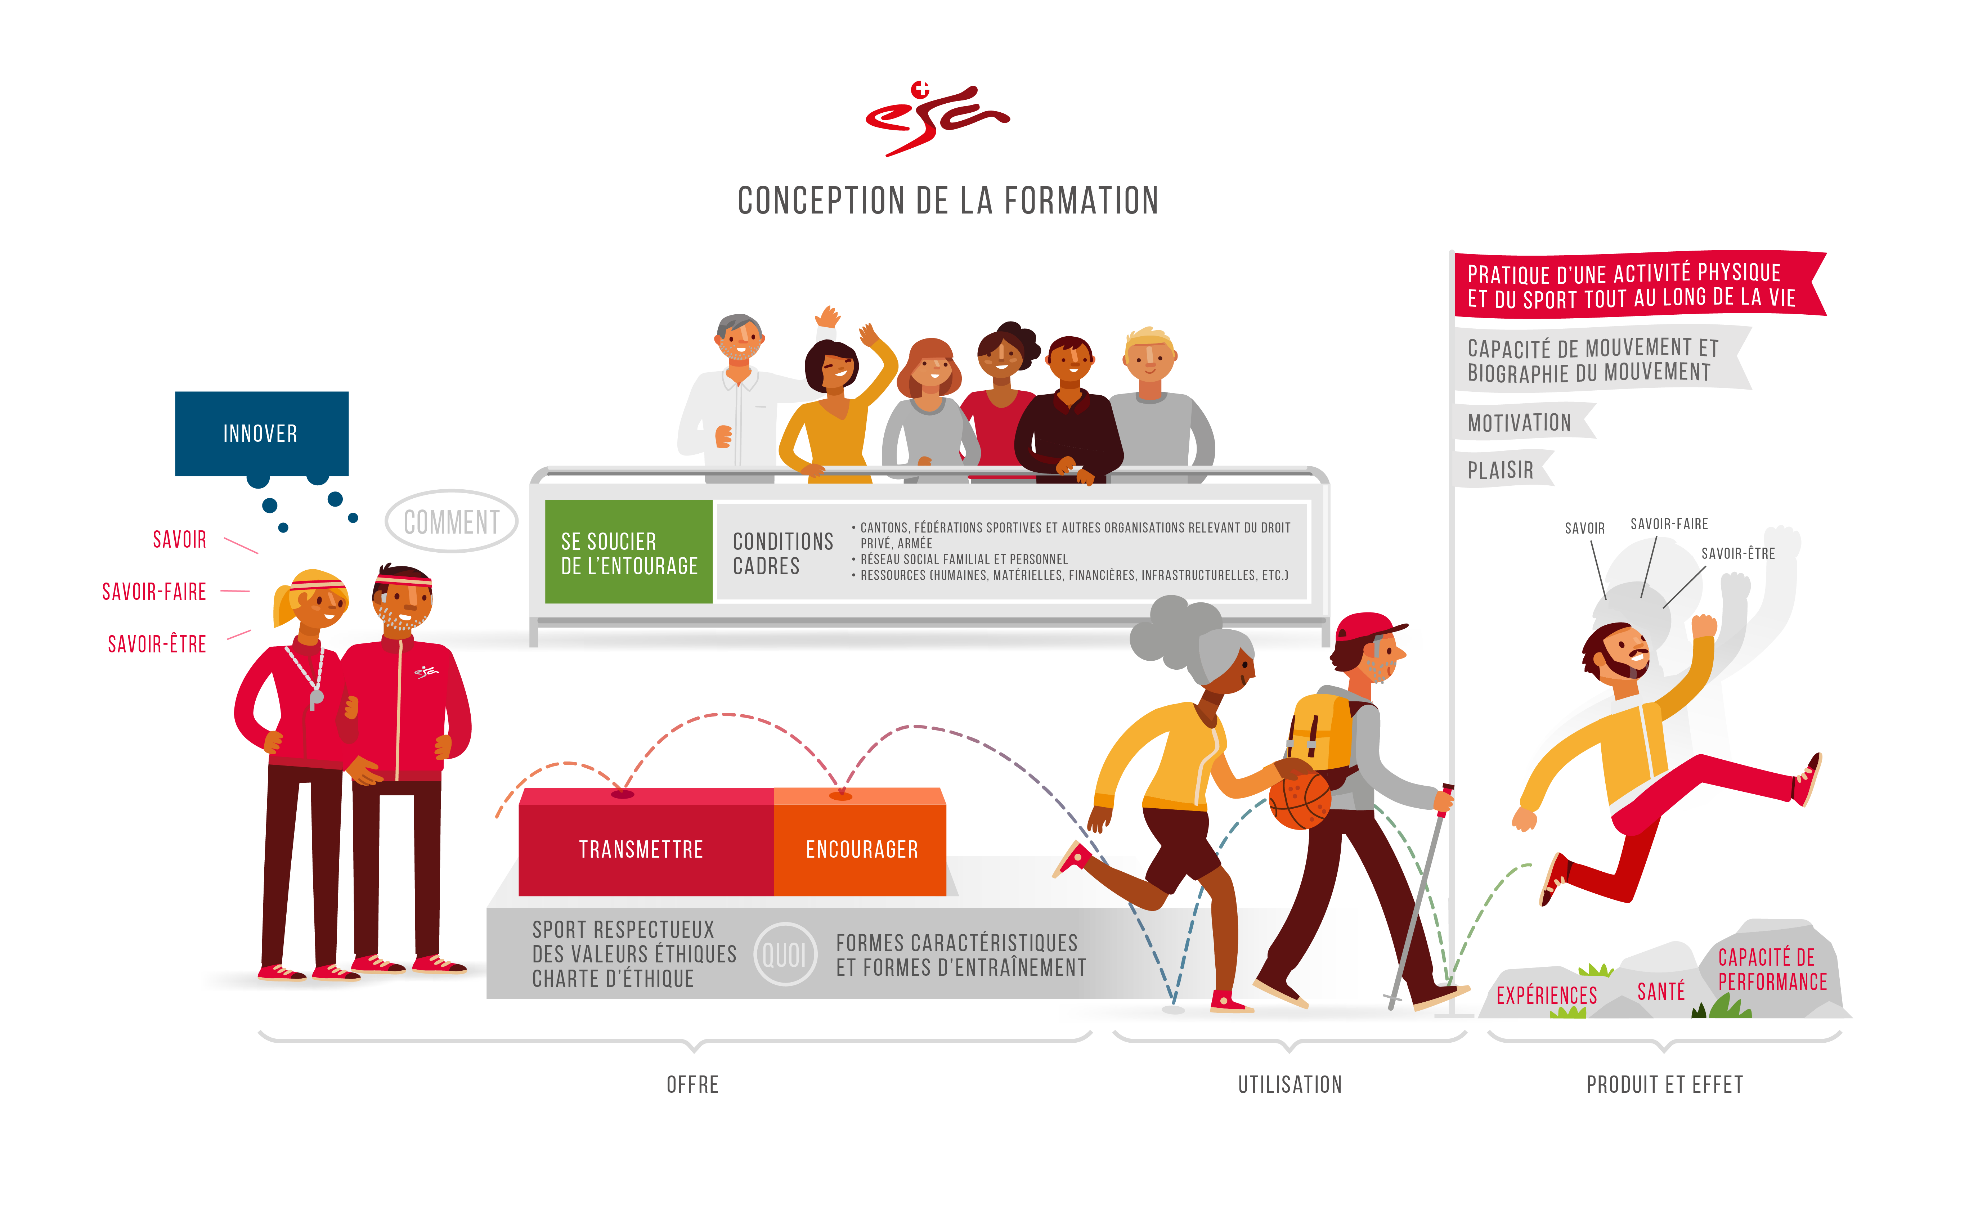 esa
CONCEPTION DE LA FORMATION
PRATIQUE D'UNE ACTIVITÉ PHYSIQUE
ET DU SPORT TOUT AU LONG DE LA VIE
CAPACITÉ DE MOUVEMENT ET
BIOGRAPHIE DU MOUVEMENT
MOTIVATION
PLAISIR
INNOVER
COMMENT
SAVOIR
SAVOIR-FAIRE
SAVOIR-ÊTRE
esa
SE SOUCIER
DE L'ENTOURAGE
CONDITIONS
CADRES
• CANTONS, FÉDÉRATIONS SPORTIVES ET AUTRES ORGANISATIONS RELEVANT DU DROIT
PRIVÉ, ARMÉE
• RÉSEAU SOCIAL FAMILIAL ET PERSONNEL
• RESSOURCES (HUMAINES, MATÉRIELLES, FINANCIÈRES, INFRASTRUCTURELLES, ETC.)
SAVOIR
SAVOIR-FAIRE
SAVOIR-ÊTRE
TRANSMETTRE
ENCOURAGER
SPORT RESPECTUEUX
DES VALEURS ÉTHIQUES
CHARTE D'ÉTHIQUE
QUOI
FORMES CARACTÉRISTIQUES
ET FORMES D'ENTRAÎNEMENT
EXPÉRIENCES
SANTÉ
CAPACITÉ DE
PERFORMANCE
OFFRE
UTILISATION
PRODUIT ET EFFET